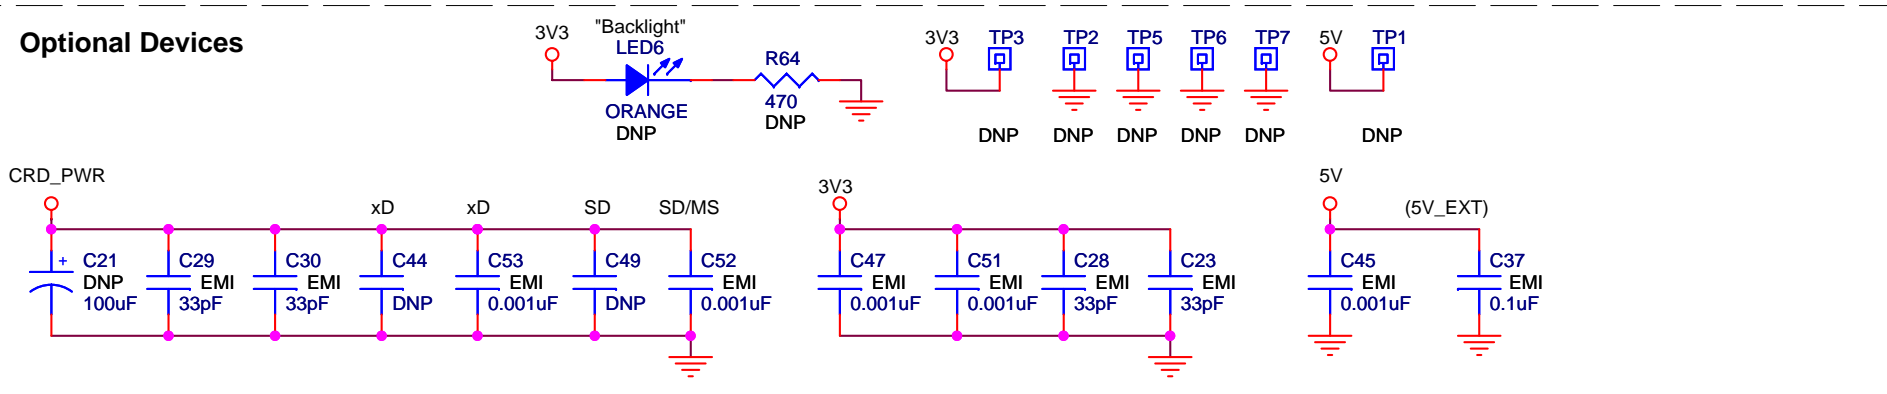 Optional Devices
3V3
"Backlight"
LED6
ORANGE
DNP
R64
470
DNP
3V3
TP3
TP2
TP5
TP6
TP7
5V
TP1
DNP
DNP
DNP
DNP
DNP
DNP
CRD_PWR
xD
xD
SD
SD/MS
C21
DNP
100uF
+
C29
EMI
33pF
C30
EMI
33pF
C44
DNP
C53
EMI
0.001uF
C49
DNP
C52
EMI
0.001uF
3V3
C47
EMI
0.001uF
C51
EMI
0.001uF
C28
EMI
33pF
C23
EMI
33pF
5V
(5V_EXT)
C45
EMI
0.001uF
C37
EMI
0.1uF